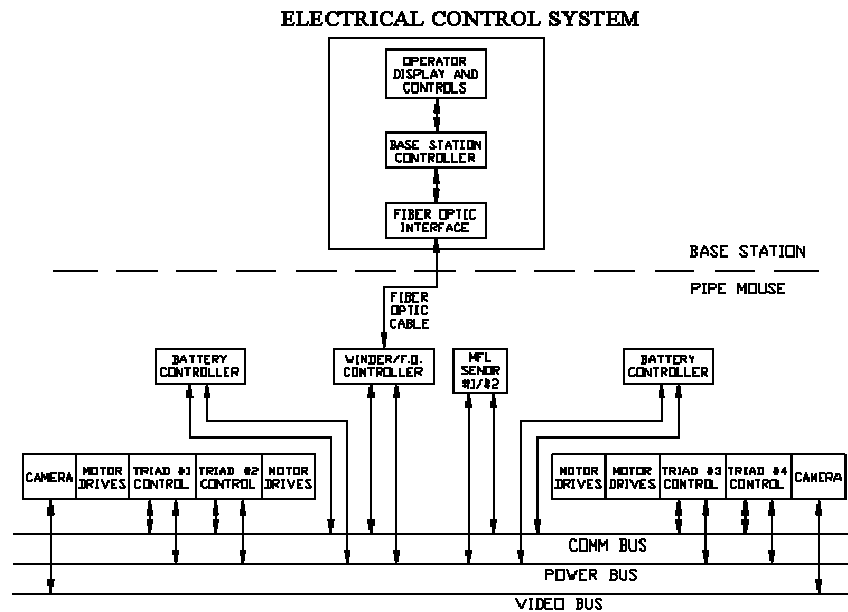 ELECTRICAL CONTROL SYSTEM
OPERATOR
DISPLAY AND
CONTROLS
BASE STATION
CONTROLLER
FIBER OPTIC
INTERFACE
BASE STATION
PIPE MOUSE
FIBER
OPTIC
CABLE
BATTERY
CONTROLLER
WINDER/F.O.
CONTROLLER
MFL
SENOR
#1/#2
BATTERY
CONTROLLER
CAMERA
MOTOR
DRIVES
TRIAD #1
CONTROL
TRIAD #2
CONTROL
MOTOR
DRIVES
MOTOR
DRIVES
MOTOR
DRIVES
TRIAD #3
CONTROL
TRIAD #4
CONTROL
CAMERA
COMM BUS
POWER BUS
VIDEO BUS